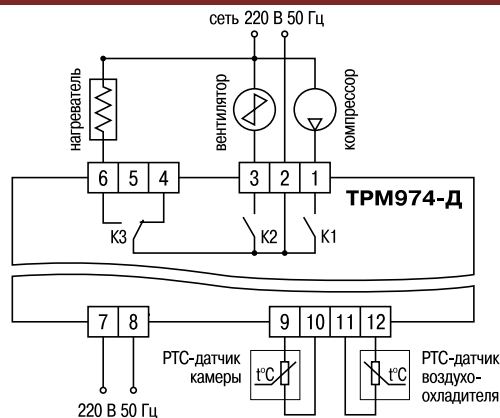 сеть 220 В 50 Гц
нагреватель
вентилятор
компрессор
6 5 4 3 2 1
ТРМ974-Д
К3 К2 К1
7 8 9 10 11 12
РТС-датчик
камеры
t°C
t°C
РТС-датчик
воздухо-
охладителя
220 В 50 Гц